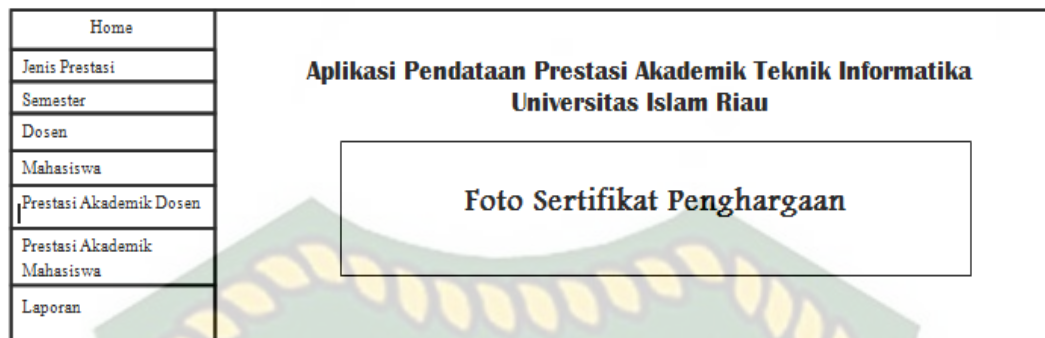 Home
Jenis Prestasi
Semester
Dosen
Mahasiswa
Prestasi Akademik Dosen
Prestasi Akademik
Mahasiswa
Laporan
Aplikasi Pendataan Prestasi Akademik Teknik Informatika
Universitas Islam Riau
Foto Sertifikat Penghargaan